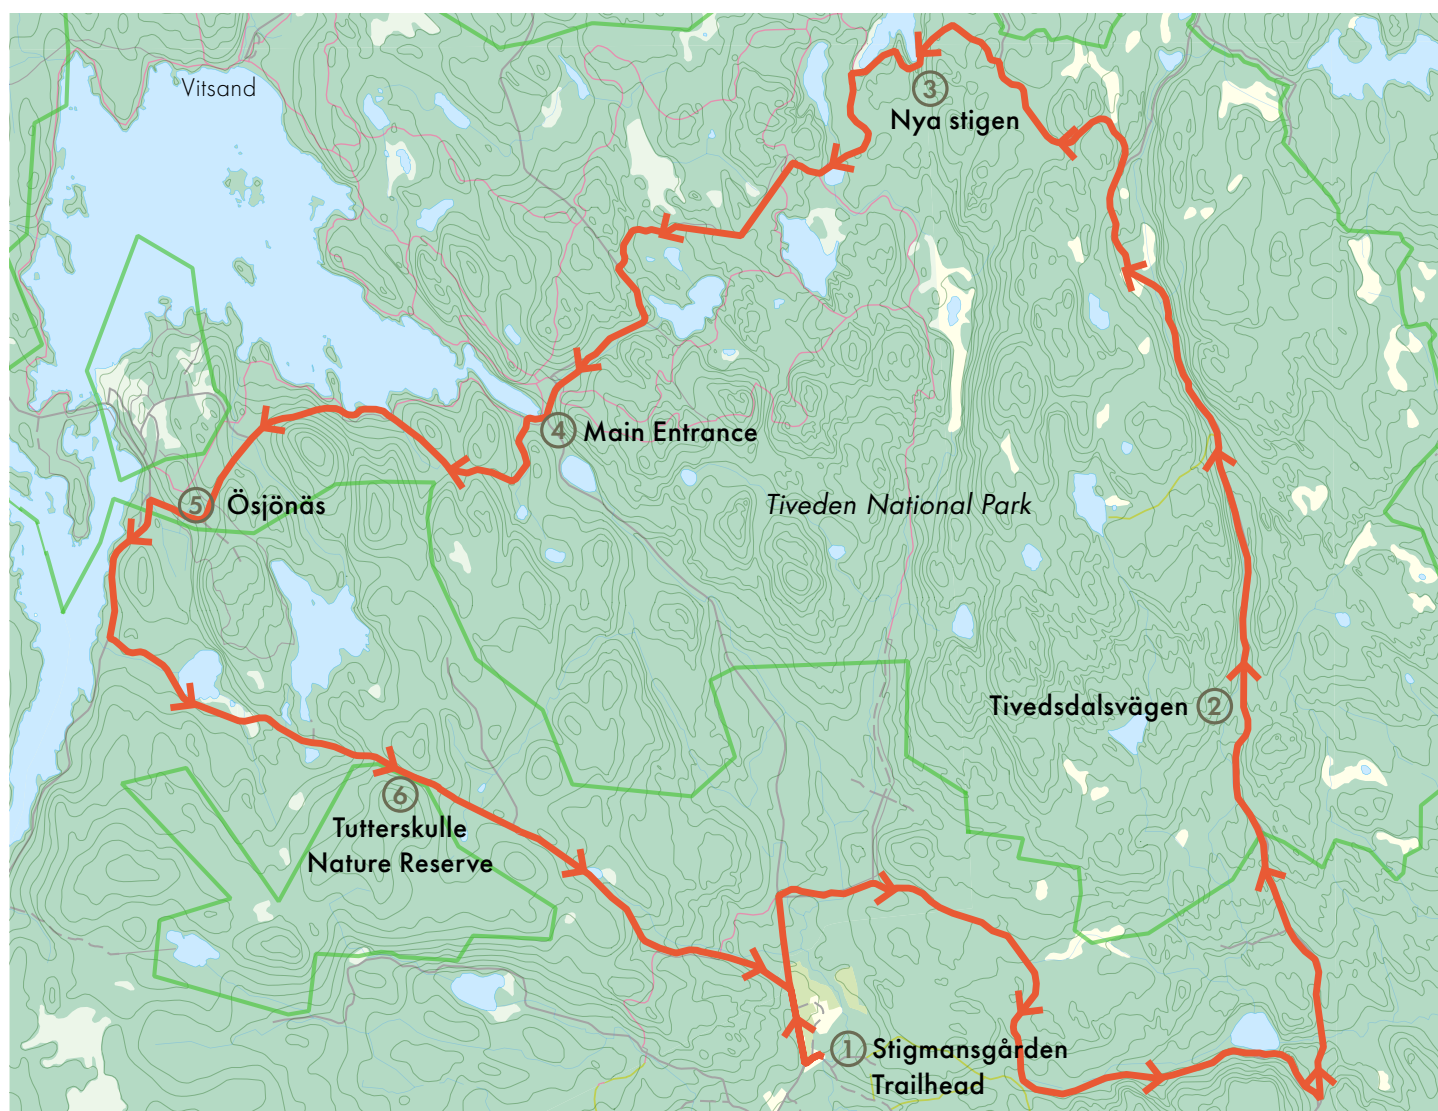 Vitsand
3
Nya stigen
4 Main Entrance
5 Ösjönäs
Tiveden National Park
Tivedsdalsvägen 2
6
Tutterskulle
Nature Reserve
1 Stigmansgården
Trailhead